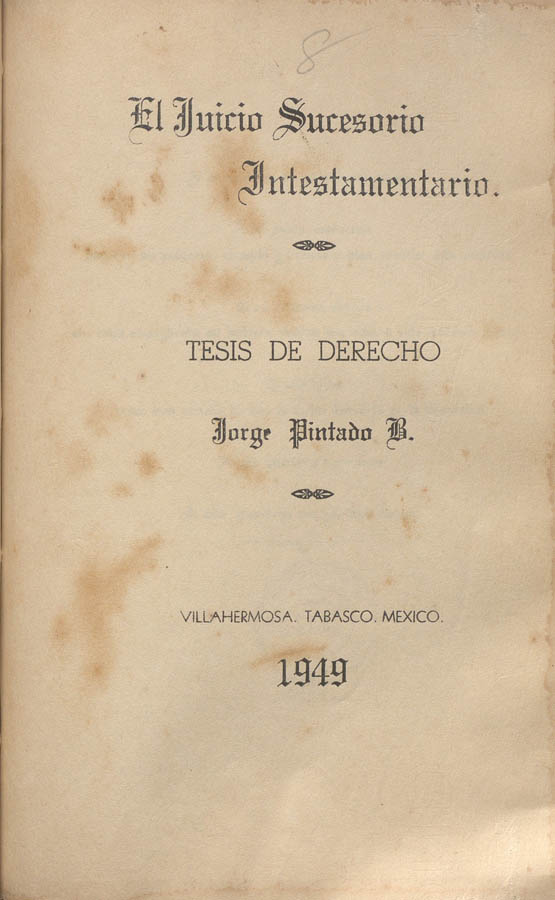 8
El Juicio Sucesorio
Intestamentario.
TESIS DE DERECHO
Jorge Pintado B.
VILLAHERMOSA. TABASCO. MEXICO.
1949